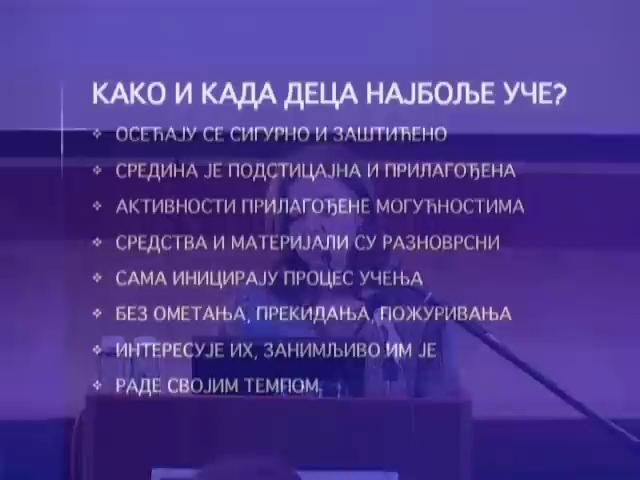 КАКО И КАДА ДЕЦА НАЈБОЉЕ УЧЕ?
ОСЕЋАЈУ СЕ СИГУРНО И ЗАШТИЋЕНО
СРЕДИНА ЈЕ ПОДСТИЦАЈНА И ПРИЛАГОЂЕНА
АКТИВНОСТИ ПРИЛАГОЂЕНЕ МОГУЋНОСТИМА
СРЕДСТВА И МАТЕРИЈАЛИ СУ РАЗНОВРСНИ
САМА ИНИЦИРАЈУ ПРОЦЕС УЧЕЊА
БЕЗ ОМЕТАЊА, ПРЕКИДАЊА, ПОЖУРИВАЊА
ИНТЕРЕСУЈЕ ИХ, ЗАНИМЉИВО ИМ ЈЕ
РАДЕ СВОЈИМ ТЕМПОМ